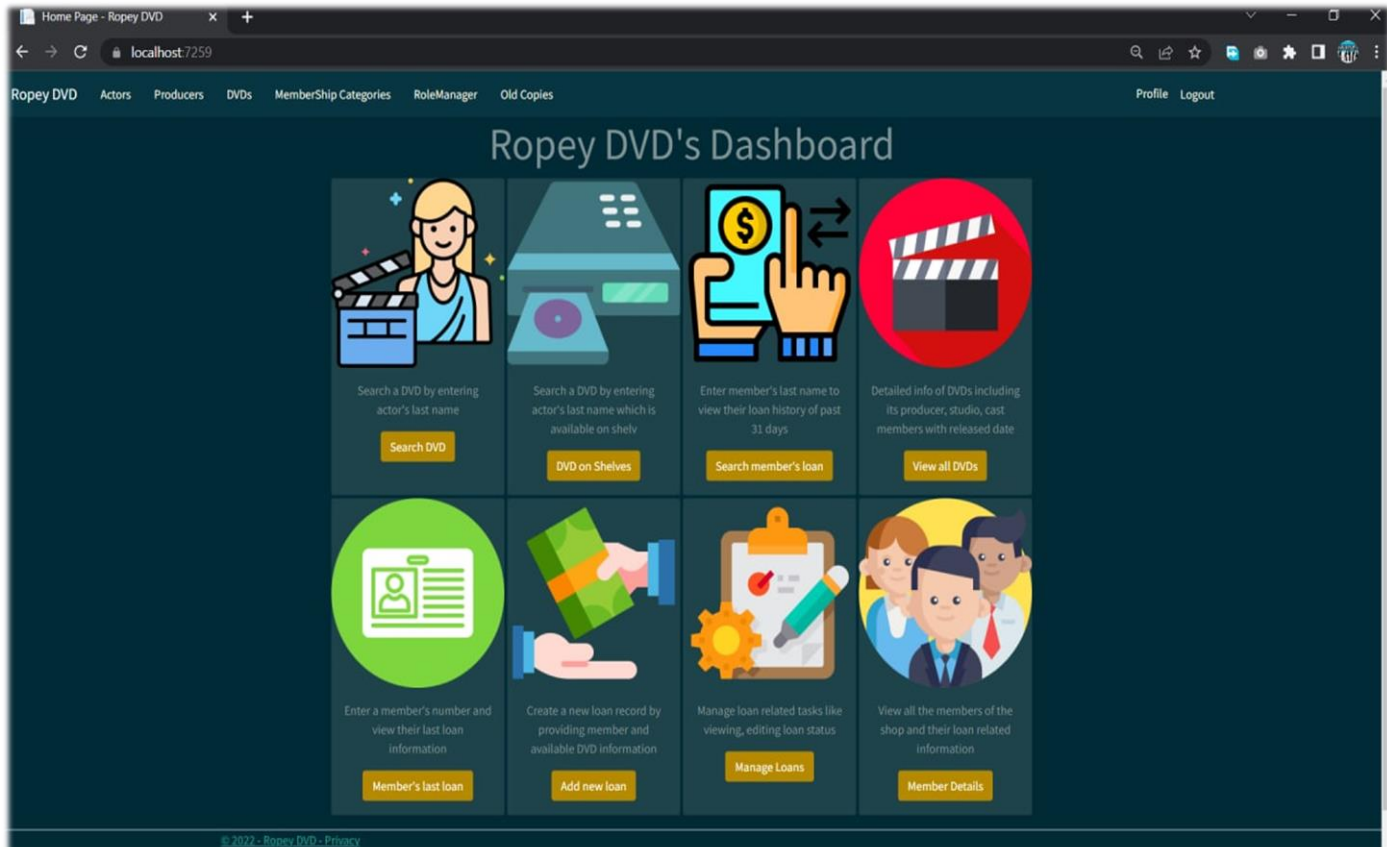 Home Page - Ropey DVD
localhost:7259
Ropey DVD Actors Producers DVDs MemberShip Categories RoleManager Old Copies Profile Logout
Ropey DVD's Dashboard
Search a DVD by entering
actor's last name
Search DVD
Search a DVD by entering
actor's last name which is
available on shelv
DVD on Shelves
Enter member's last name to
view their loan history of past
31 days
Search member's loan
Detailed info of DVDs including
its producer, studio, cast
members with released date
View all DVDs
Enter a member's number and
view their last loan
information
Member's last loan
Create a new loan record by
providing member and
available DVD information
Add new loan
Manage loan related tasks like
viewing, editing loan status
Manage Loans
View all the members of the
shop and their loan related
information
Member Details
© 2022 - Ropey DVD - Privacy